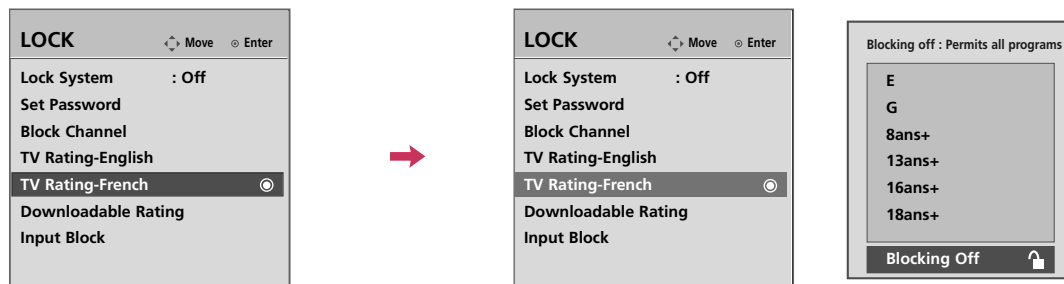 LOCK Move Enter
Lock System : Off
Set Password
Block Channel
TV Rating-English
TV Rating-French
Downloadable Rating
Input Block
LOCK Move Enter
Lock System : Off
Set Password
Block Channel
TV Rating-English
TV Rating-French
Downloadable Rating
Input Block
Blocking off : Permits all programs
E
G
8ans+
13ans+
16ans+
18ans+
Blocking Off